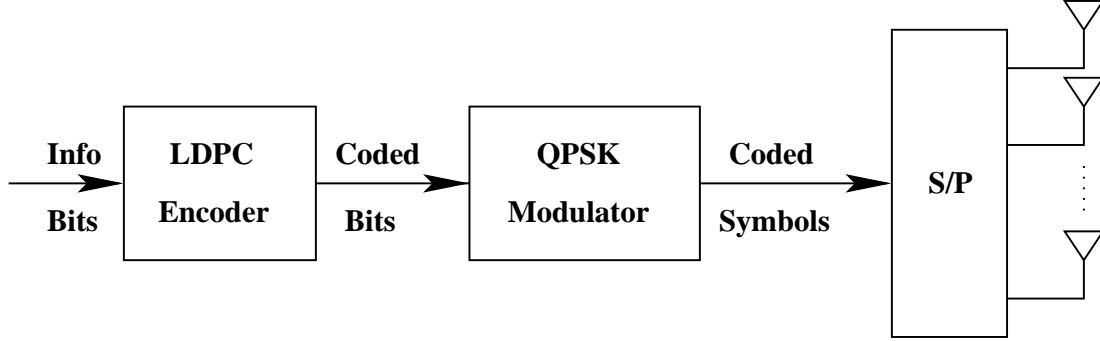 Info
Bits
LDPC
Encoder
Coded
Bits
QPSK
Modulator
Coded
Symbols
S/P